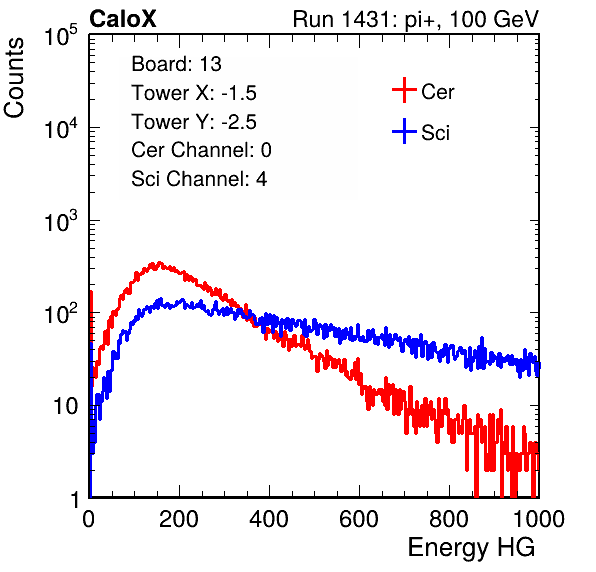 CaloX Run 1431: pi+, 100 GeV
Counts
10^5
10^4
10^3
10^2
10
1
Board: 13
Tower X: -1.5
Tower Y: -2.5
Cer Channel: 0
Sci Channel: 4
Cer
Sci
0 200 400 600 800 1000
Energy HG